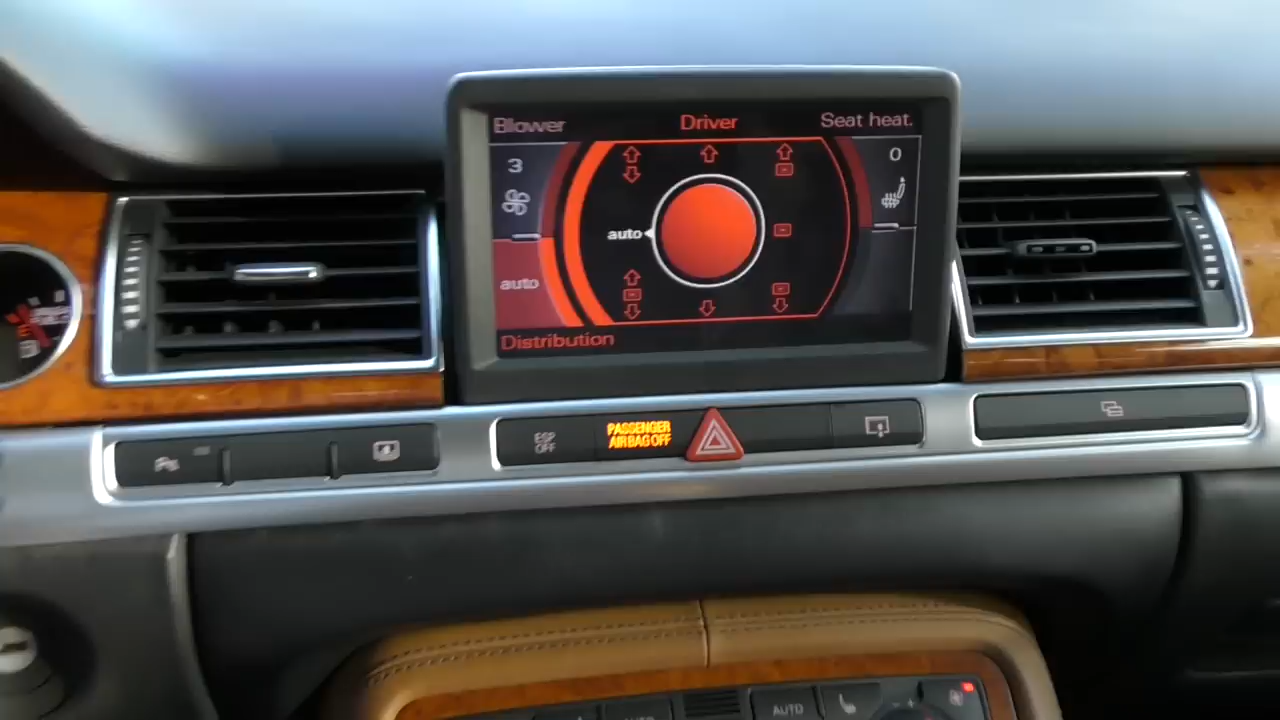 Blower
Driver
Seat heat.
3
0
auto
auto
Distribution
ESP
OFF
PASSENGER
AIR BAG OFF
AUTO